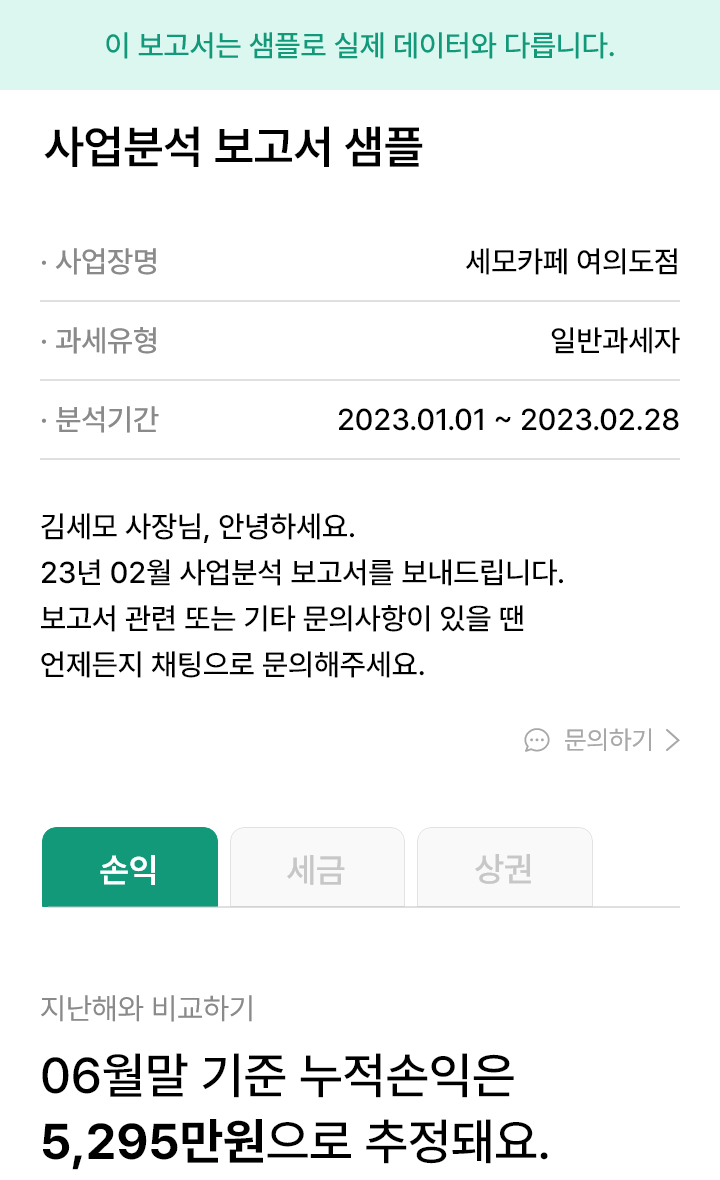 이 보고서는 샘플로 실제 데이터와 다릅니다.
사업분석 보고서 샘플
· 사업장명 세모카페 여의도점
· 과세유형 일반과세자
· 분석기간 2023.01.01 ~ 2023.02.28
김세모 사장님, 안녕하세요.
23년 02월 사업분석 보고서를 보내드립니다.
보고서 관련 또는 기타 문의사항이 있을 땐
언제든지 채팅으로 문의해주세요.
문의하기
손익 세금 상권
지난해와 비교하기
06월말 기준 누적손익은
5,295만원으로 추정돼요.